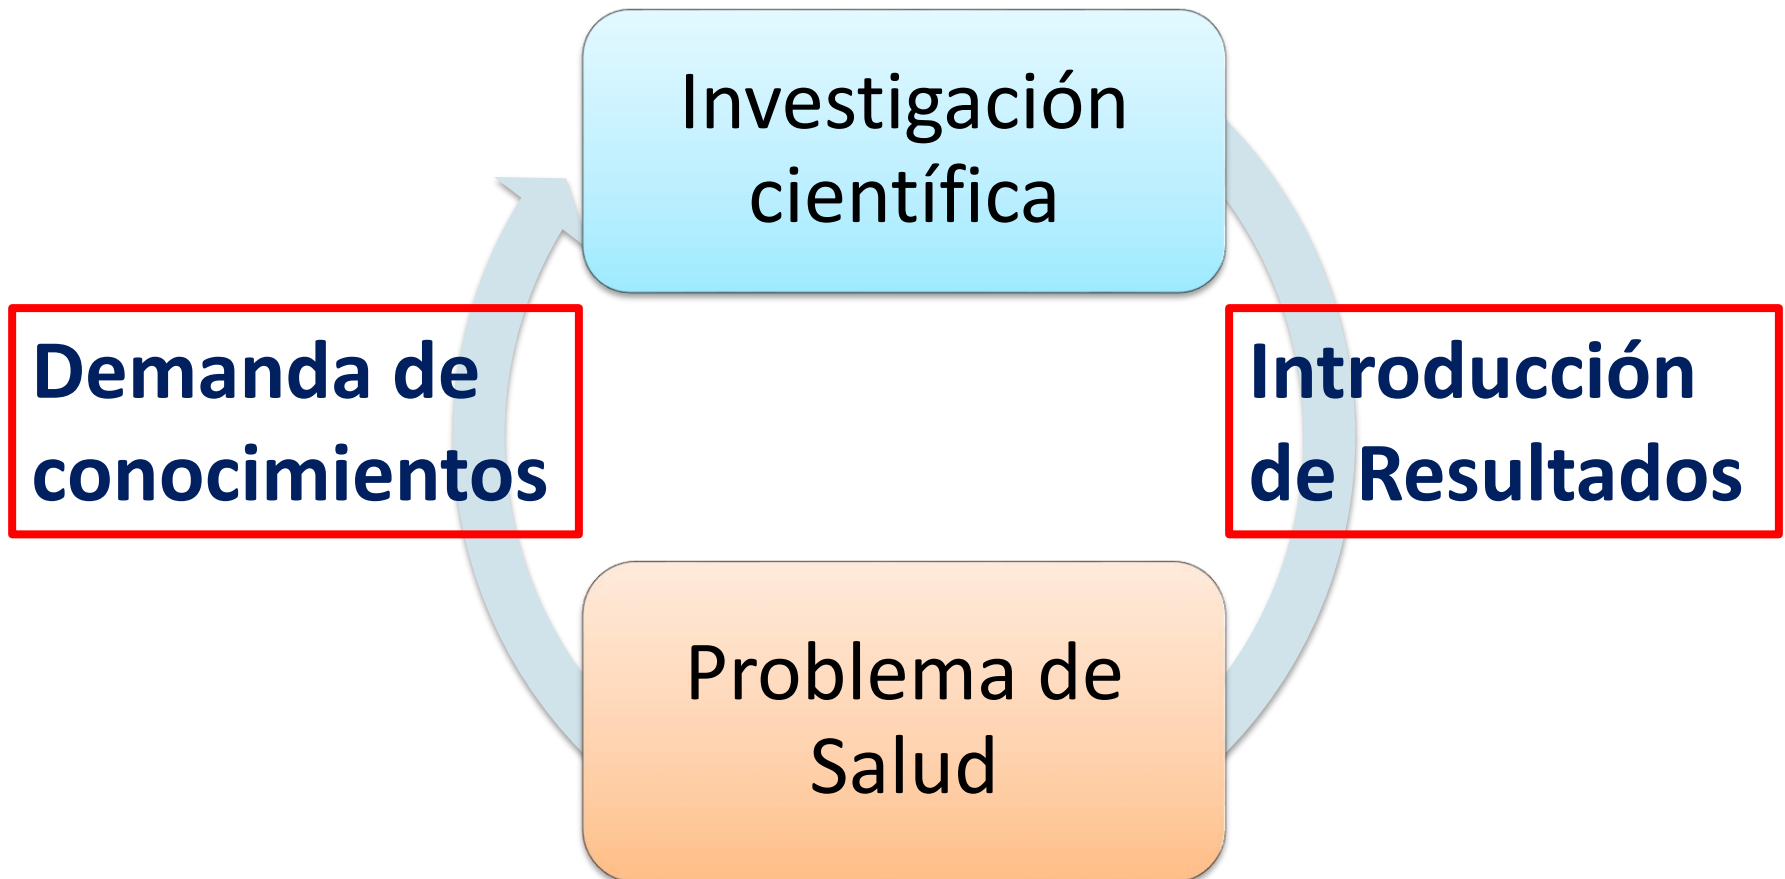 Investigación
científica
Demanda de
conocimientos
Introducción
de Resultados
Problema de
Salud